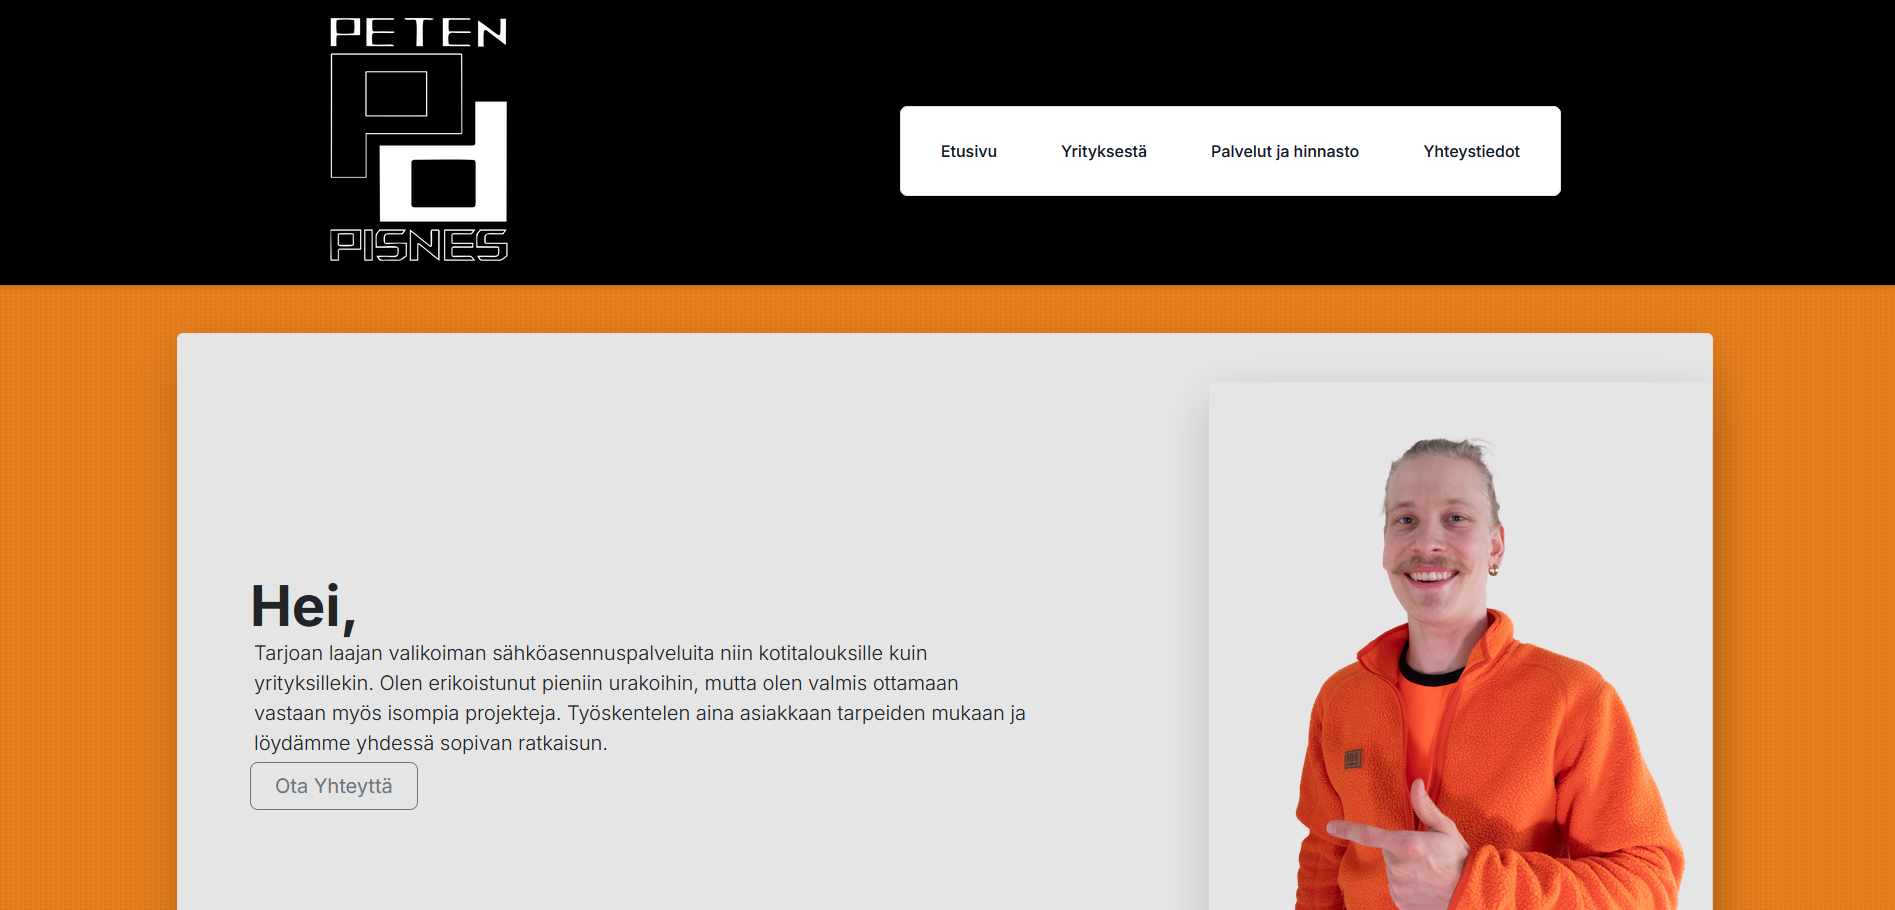 PETEN
Pd
PISNES
Etusivu
Yrityksestä
Palvelut ja hinnasto
Yhteystiedot
Hei,
Tarjoan laajan valikoiman sähköasennuspalveluita niin kotitalouksille kuin
yrityksillekin. Olen erikoistunut pieniin urakoihin, mutta olen valmis ottamaan
vastaan myös isompia projekteja. Työskentelen aina asiakkaan tarpeiden mukaan ja
löydämme yhdessä sopivan ratkaisun.
Ota Yhteyttä